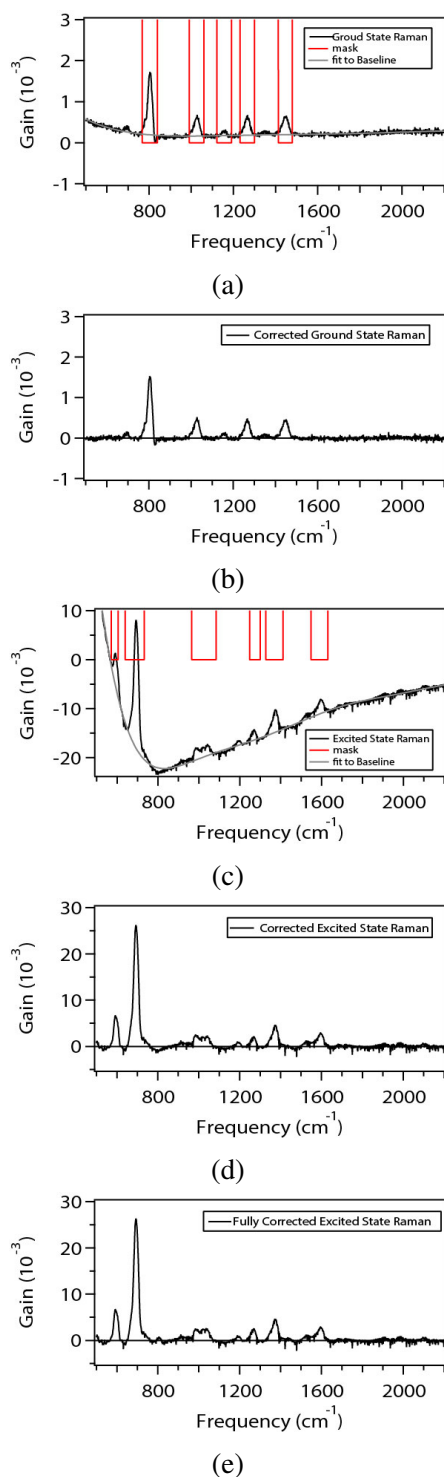 3
2
1
0
-1
Gain (10⁻³)
Groud State Raman
mask
fit to Baseline
800 1200 1600 2000
Frequency (cm⁻¹)
(a)
3
2
1
0
-1
Gain (10⁻³)
Corrected Ground State Raman
800 1200 1600 2000
Frequency (cm⁻¹)
(b)
10
0
-10
-20
Gain (10⁻³)
Excited State Raman
mask
fit to Baseline
800 1200 1600 2000
Frequency (cm⁻¹)
(c)
30
20
10
0
Gain (10⁻³)
Corrected Excited State Raman
800 1200 1600 2000
Frequency (cm⁻¹)
(d)
30
20
10
0
Gain (10⁻³)
Fully Corrected Excited State Raman
800 1200 1600 2000
Frequency (cm⁻¹)
(e)